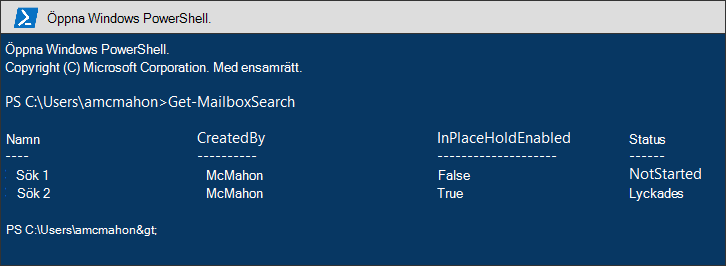 Öppna Windows PowerShell.
Öppna Windows PowerShell.
Copyright (C) Microsoft Corporation. Med ensamrätt.
PS C:\Users\amcmahon>Get-MailboxSearch
Namn CreatedBy InPlaceHoldEnabled Status
---- ---------- -------------------- ------
Sök 1 McMahon False NotStarted
Sök 2 McMahon True Lyckades
PS C:\Users\amcmahon&gt;